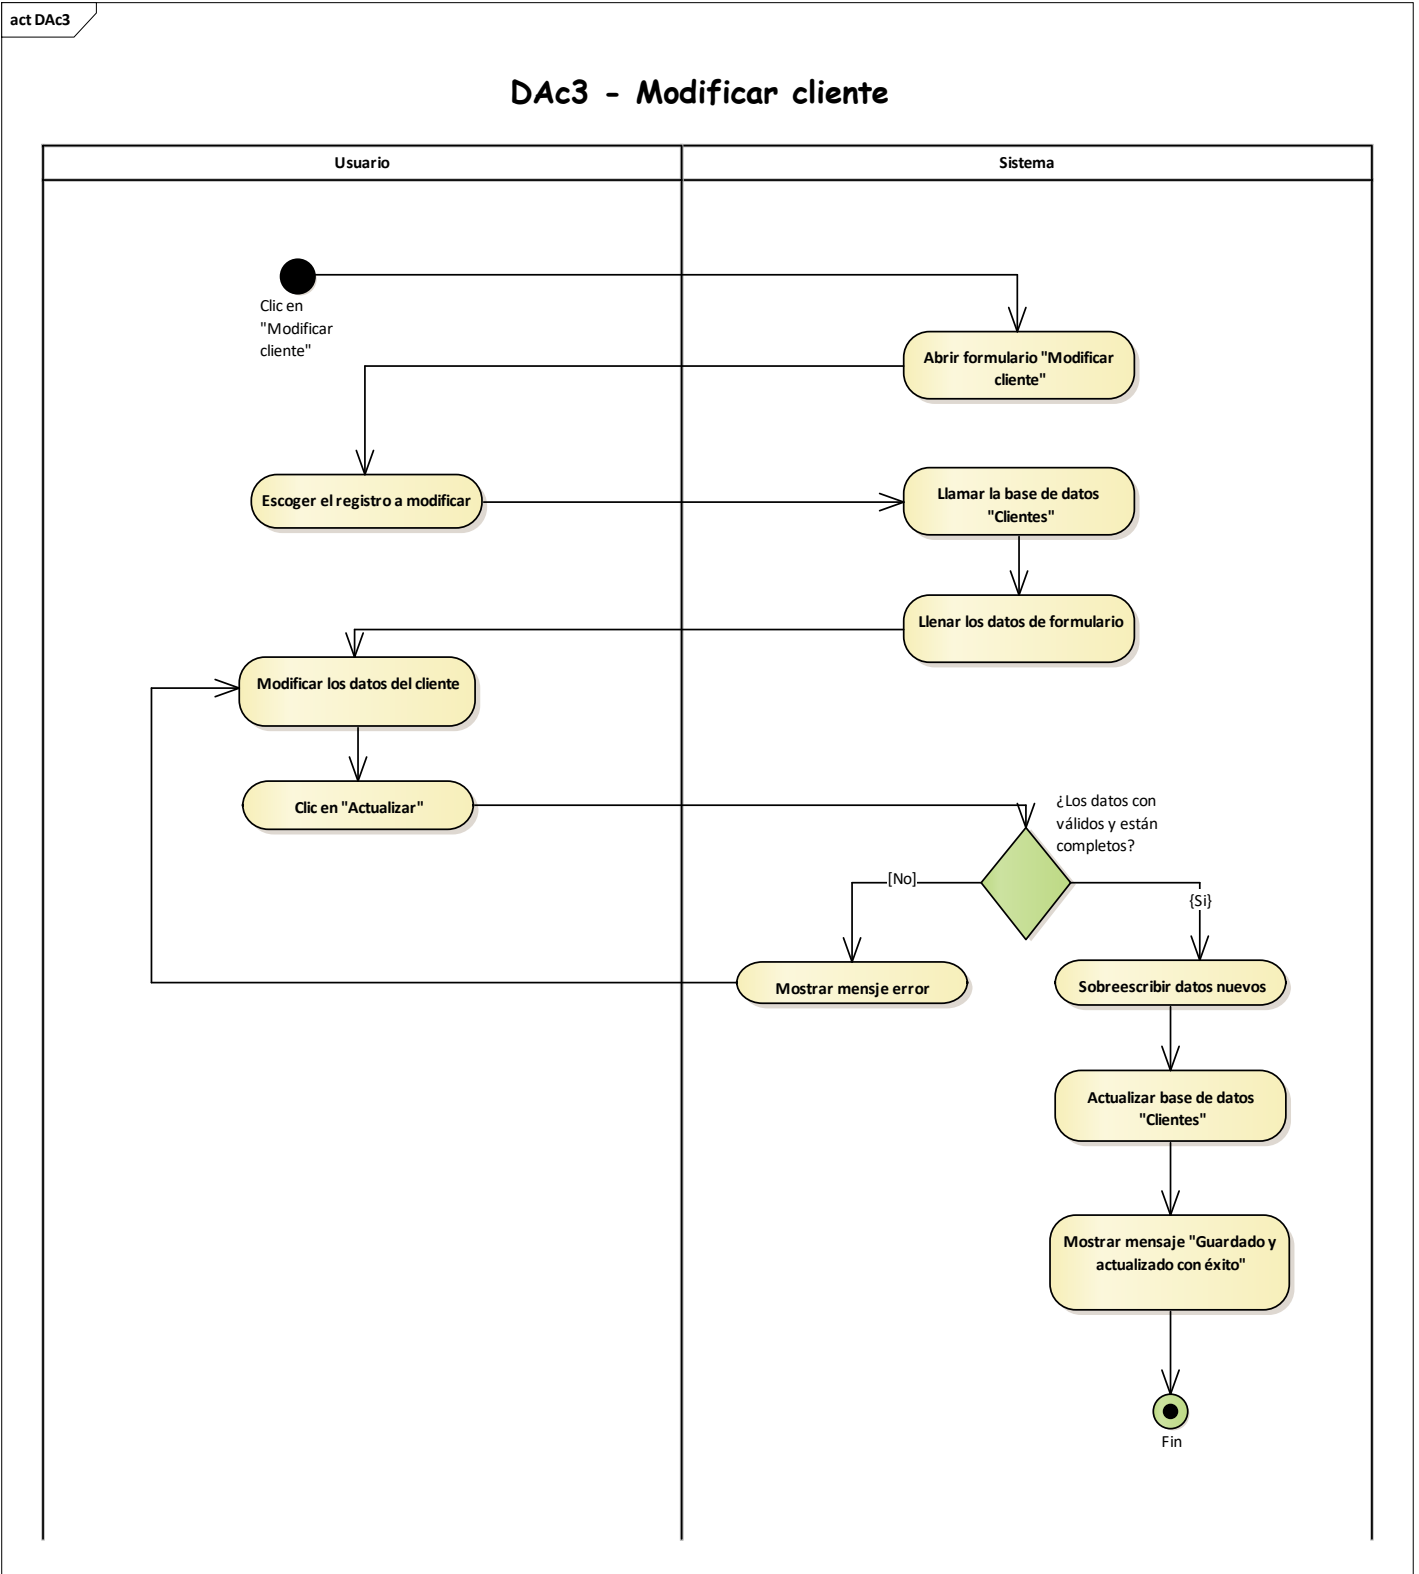 act DAc3
DAc3 - Modificar cliente
Usuario
Sistema
Clic en
"Modificar
cliente"
Abrir formulario "Modificar
cliente"
Escoger el registro a modificar
Llamar la base de datos
"Clientes"
Llenar los datos de formulario
Modificar los datos del cliente
Clic en "Actualizar"
¿Los datos con
válidos y están
completos?
[No]
{Si}
Mostrar mensje error
Sobreescribir datos nuevos
Actualizar base de datos
"Clientes"
Mostrar mensaje "Guardado y
actualizado con éxito"
Fin